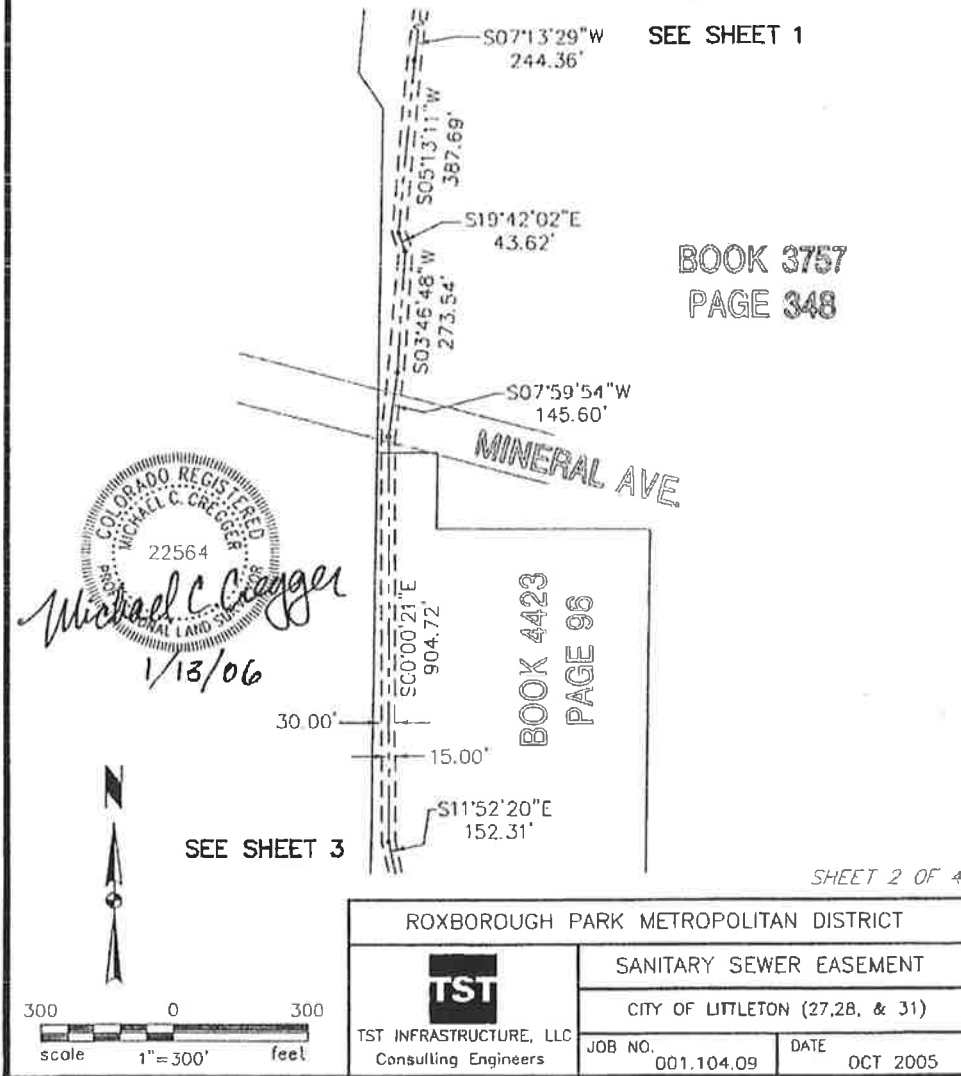 S07°13'29"W
244.36'
SEE SHEET 1
S05°13'11"W
387.69'
S19°42'02"E
43.62'
BOOK 3757
PAGE 348
S03°46'48"W
273.54'
S07°59'54"W
145.60'
MINERAL AVE.
COLORADO REGISTERED
MICHAEL C. CREGGER
22564
PROFESSIONAL LAND SURVEYOR
Michael C. Cregger
1/13/06
S00°00'21"E
904.72'
BOOK 4423
PAGE 96
30.00'
15.00'
S11°52'20"E
152.31'
N
SEE SHEET 3
SHEET 2 OF 4
300 0 300
scale 1"=300' feet
ROXBOROUGH PARK METROPOLITAN DISTRICT
TST
TST INFRASTRUCTURE, LLC
Consulting Engineers
SANITARY SEWER EASEMENT
CITY OF LITTLETON (27,28, & 31)
JOB NO. 001.104.09
DATE OCT 2005